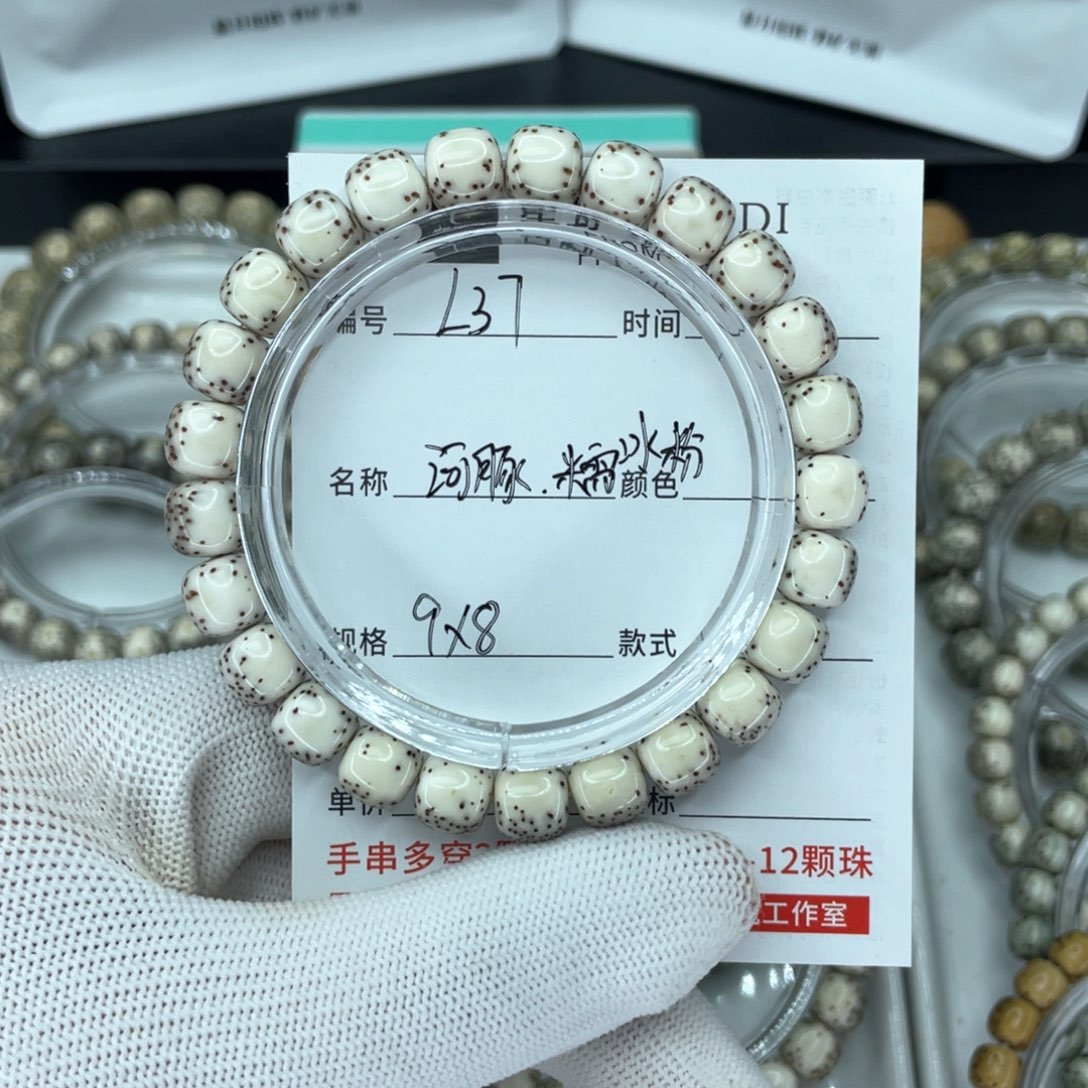 DI
编号 L37 时间
名称 河豚.糯冰粉 颜色
规格 9x8 款式
单价 标
手串多穿 12颗珠
工作室